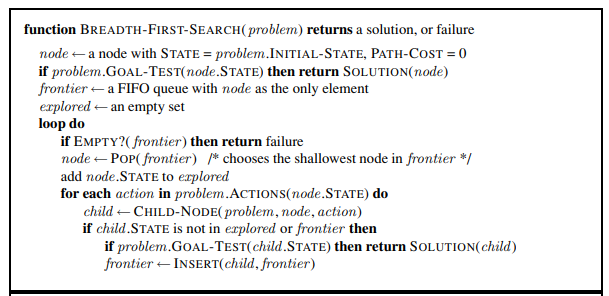 function BREADTH-FIRST-SEARCH(problem) returns a solution, or failure
node ← a node with STATE = problem.INITIAL-STATE, PATH-COST = 0
if problem.GOAL-TEST(node.STATE) then return SOLUTION(node)
frontier ← a FIFO queue with node as the only element
explored ← an empty set
loop do
if EMPTY?(frontier) then return failure
node ← POP(frontier) /* chooses the shallowest node in frontier */
add node.STATE to explored
for each action in problem.ACTIONS(node.STATE) do
child ← CHILD-NODE(problem, node, action)
if child.STATE is not in explored or frontier then
if problem.GOAL-TEST(child.STATE) then return SOLUTION(child)
frontier ← INSERT(child, frontier)